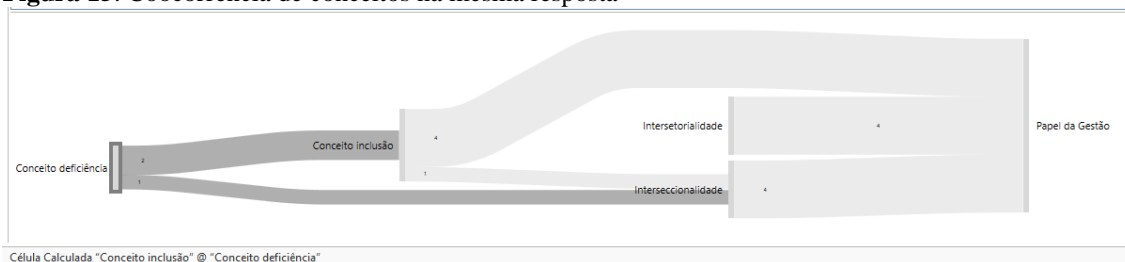 Figura 13: Coocorrência de conceitos na mesma resposta
Conceito deficiência
2
1
Conceito inclusão
4
1
Intersetorialidade
4
Interseccionalidade
4
Papel da Gestão
Célula Calculada "Conceito inclusão" @ "Conceito deficiência"